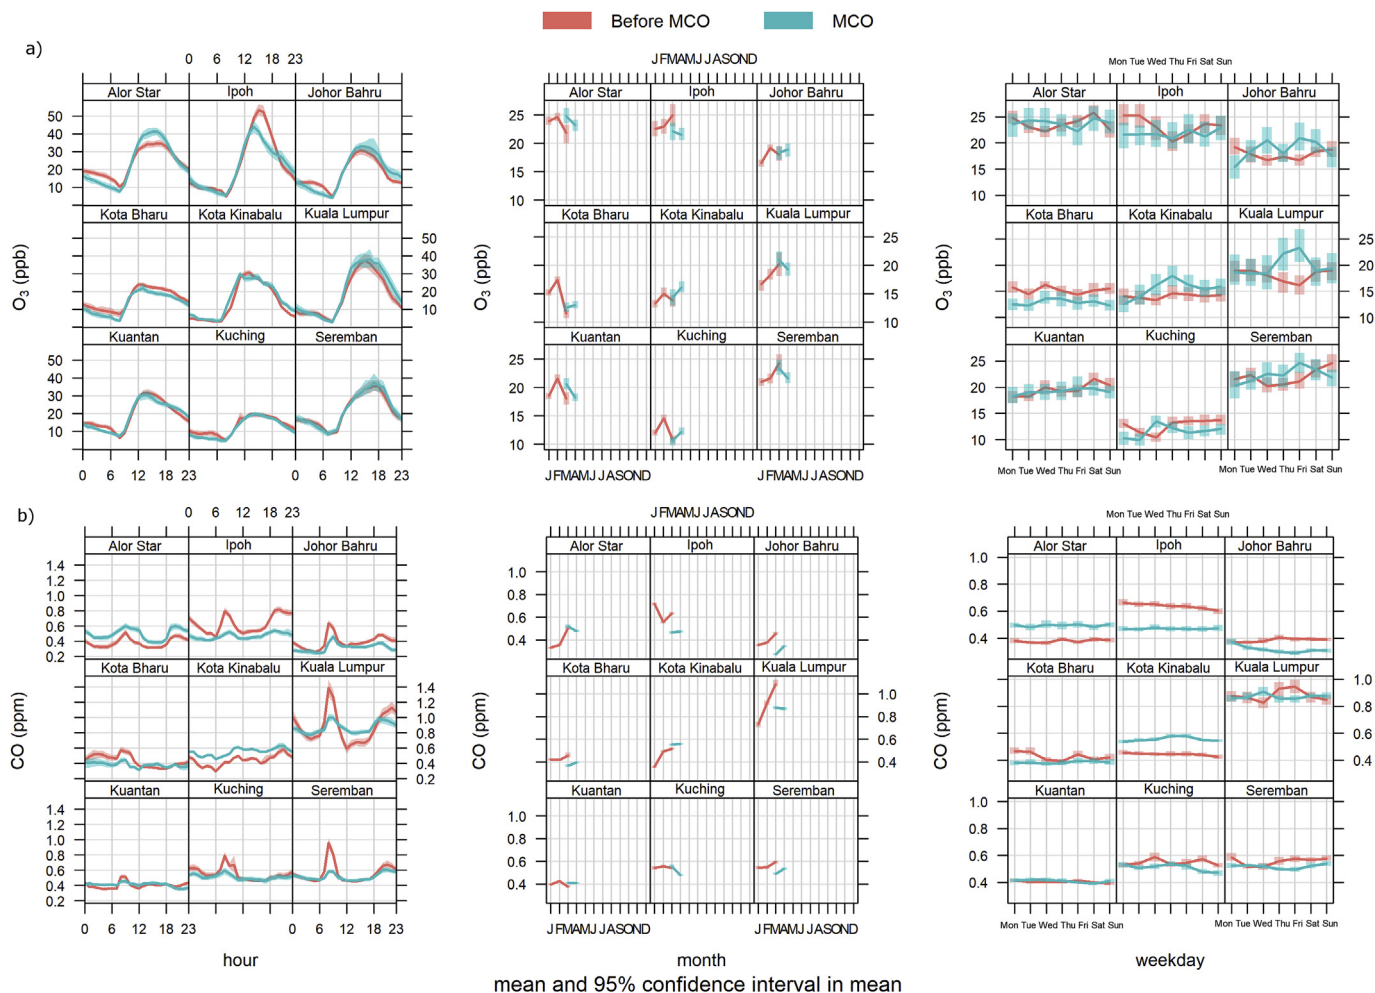 Before MCO MCO
a)
0 6 12 18 23 J FMAMJ J ASOND Mon Tue Wed Thu Fri Sat Sun
Alor Star Ipoh Johor Bahru Alor Star Ipoh Johor Bahru Alor Star Ipoh Johor Bahru
50 25 25
40 20 20
30 15 15
20 10 10
10
Kota Bharu Kota Kinabalu Kuala Lumpur Kota Bharu Kota Kinabalu Kuala Lumpur Kota Bharu Kota Kinabalu Kuala Lumpur
O3 (ppb) O3 (ppb) O3 (ppb)
50 25 25
40 20 20
30 15 15
20 10 10
10
Kuantan Kuching Seremban Kuantan Kuching Seremban Kuantan Kuching Seremban
50 25 25
40 20 20
30 15 15
20 10 10
10
0 6 12 18 0 6 12 18 23 J FMAMJ J ASOND J FMAMJ J ASOND Mon Tue Wed Thu Fri Sat Sun Mon Tue Wed Thu Fri Sat Sun
b)
0 6 12 18 23 J FMAMJ J ASOND Mon Tue Wed Thu Fri Sat Sun
Alor Star Ipoh Johor Bahru Alor Star Ipoh Johor Bahru Alor Star Ipoh Johor Bahru
1.4 1.0 1.0
1.2 0.8 0.8
1.0 0.6 0.6
0.8 0.4 0.4
0.6
0.4
0.2
Kota Bharu Kota Kinabalu Kuala Lumpur Kota Bharu Kota Kinabalu Kuala Lumpur Kota Bharu Kota Kinabalu Kuala Lumpur
CO (ppm) CO (ppm) CO (ppm)
1.4 1.0 1.0
1.2 0.8 0.8
1.0 0.6 0.6
0.8 0.4 0.4
0.6
0.4
0.2
Kuantan Kuching Seremban Kuantan Kuching Seremban Kuantan Kuching Seremban
1.4 1.0 1.0
1.2 0.8 0.8
1.0 0.6 0.6
0.8 0.4 0.4
0.6
0.4
0.2
0 6 12 18 23 0 6 12 18 23 J FMAMJ J ASOND J FMAMJ J ASOND Mon Tue Wed Thu Fri Sat Sun Mon Tue Wed Thu Fri Sat Sun
hour month weekday
mean and 95% confidence interval in mean